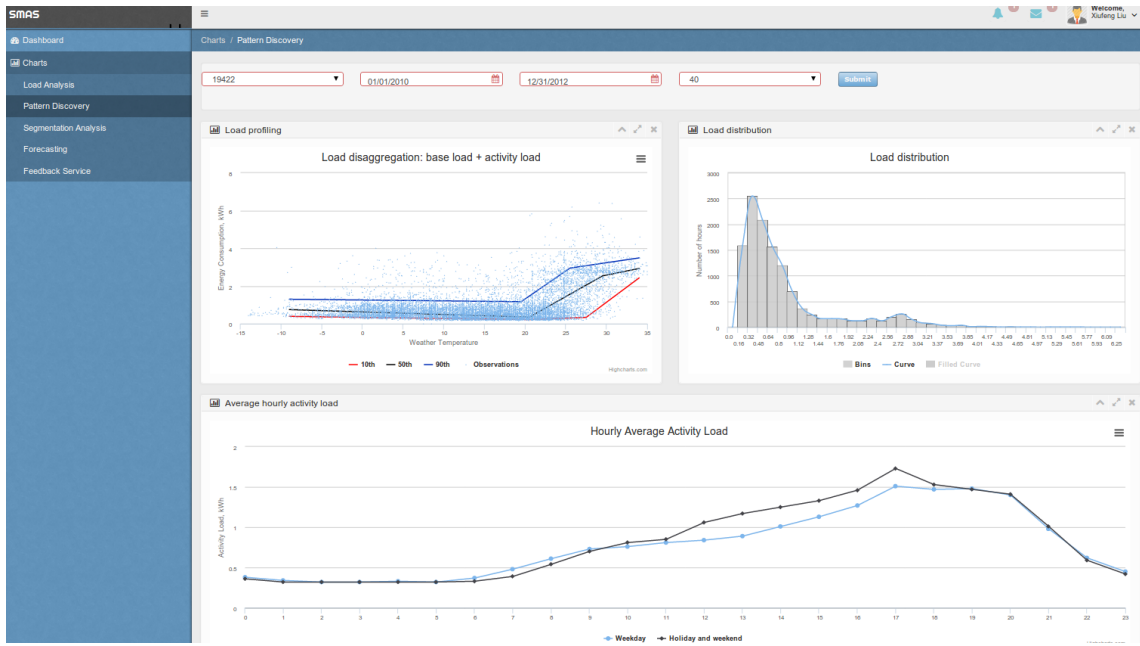 SMAS
Welcome,
Xiufeng Liu
Dashboard
Charts / Pattern Discovery
Charts
Load Analysis
Pattern Discovery
Segmentation Analysis
Forecasting
Feedback Service
19422 01/01/2010 12/31/2012 40 Submit
Load profiling
Load disaggregation: base load + activity load
Energy Consumption, kWh
8
6
4
2
0
-15 -10 -5 0 5 10 15 20 25 30 35
Weather Temperature
10th 50th 90th Observations
Highcharts.com
Load distribution
Load distribution
Number of hours
3000
2500
2000
1500
1000
500
0
0.0 0.32 0.64 0.96 1.28 1.6 1.92 2.24 2.56 2.88 3.21 3.53 3.85 4.17 4.49 4.81 5.13 5.45 5.77 6.09
0.16 0.48 0.8 1.12 1.44 1.76 2.08 2.4 2.72 3.04 3.37 3.69 4.01 4.33 4.65 4.97 5.29 5.61 5.93 6.25
Bins Curve Filled Curve
Average hourly activity load
Hourly Average Activity Load
Activity Load, kWh
2
1.5
1
0.5
0
0 1 2 3 4 5 6 7 8 9 10 11 12 13 14 15 16 17 18 19 20 21 22 23
Weekday Holiday and weekend